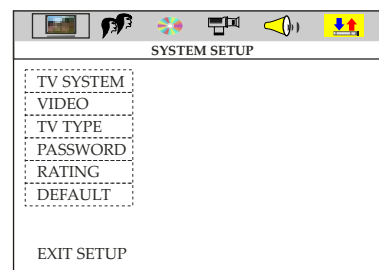 SYSTEM SETUP
TV SYSTEM
VIDEO
TV TYPE
PASSWORD
RATING
DEFAULT
EXIT SETUP